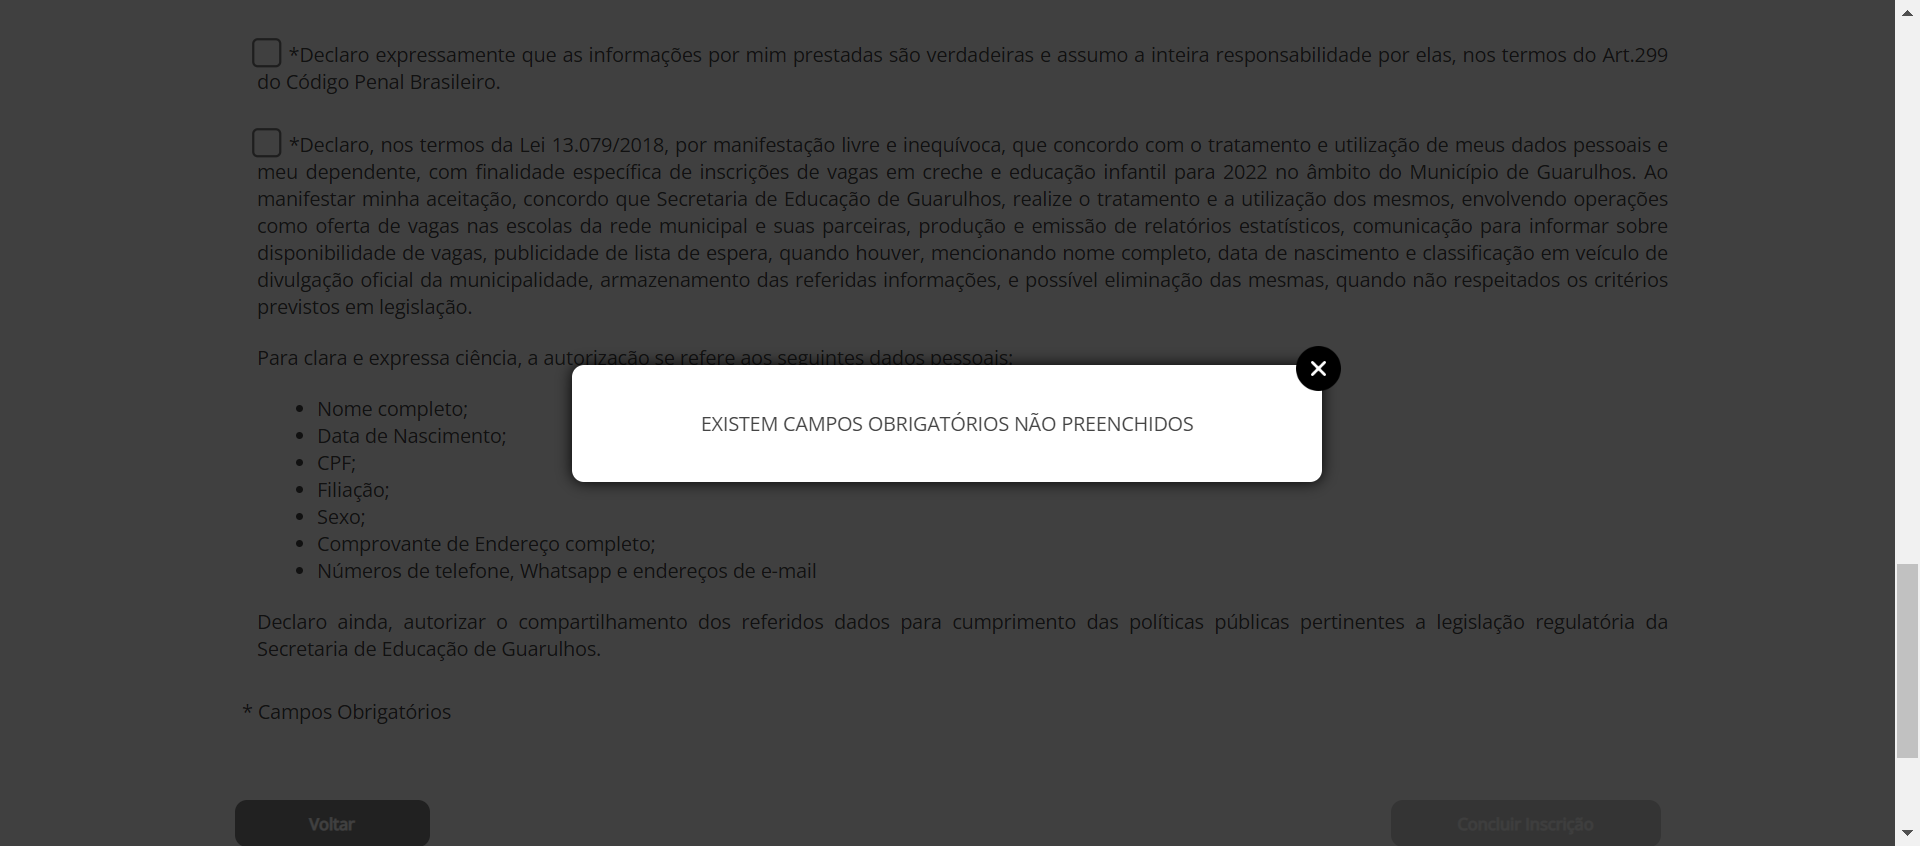 *Declaro expressamente que as informações por mim prestadas são verdadeiras e assumo a inteira responsabilidade por elas, nos termos do Art.299
do Código Penal Brasileiro.
*Declaro, nos termos da Lei 13.079/2018, por manifestação livre e inequívoca, que concordo com o tratamento e utilização de meus dados pessoais e
meu dependente, com finalidade específica de inscrições de vagas em creche e educação infantil para 2022 no âmbito do Município de Guarulhos. Ao
manifestar minha aceitação, concordo que Secretaria de Educação de Guarulhos, realize o tratamento e a utilização dos mesmos, envolvendo operações
como oferta de vagas nas escolas da rede municipal e suas parceiras, produção e emissão de relatórios estatísticos, comunicação para informar sobre
disponibilidade de vagas, publicidade de lista de espera, quando houver, mencionando nome completo, data de nascimento e classificação em veículo de
divulgação oficial da municipalidade, armazenamento das referidas informações, e possível eliminação das mesmas, quando não respeitados os critérios
previstos em legislação.
Para clara e expressa ciência, a autorização se refere aos seguintes dados pessoais:
EXISTEM CAMPOS OBRIGATÓRIOS NÃO PREENCHIDOS
• Nome completo;
• Data de Nascimento;
• CPF;
• Filiação;
• Sexo;
• Comprovante de Endereço completo;
• Números de telefone, Whatsapp e endereços de e-mail
Declaro ainda, autorizar o compartilhamento dos referidos dados para cumprimento das políticas públicas pertinentes a legislação regulatória da
Secretaria de Educação de Guarulhos.
* Campos Obrigatórios
Voltar
Concluir Inscrição